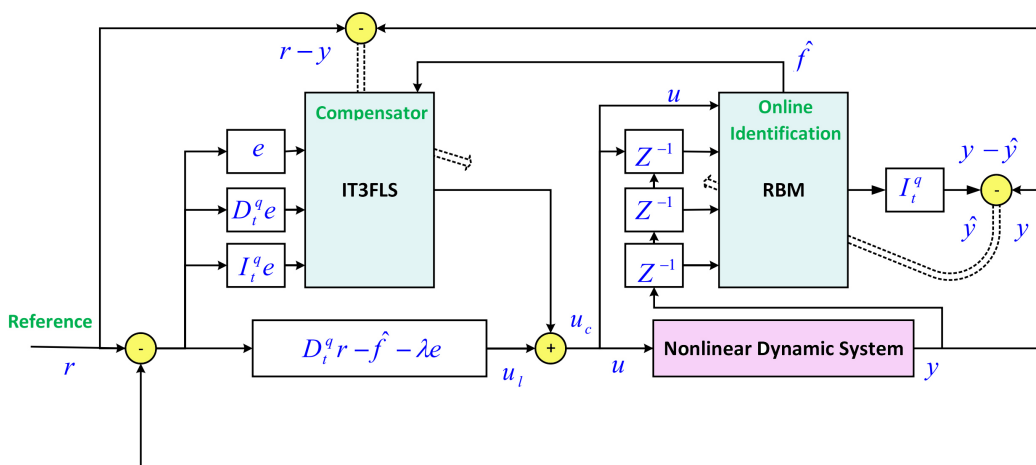 -
r − y
f̂
Compensator
IT3FLS
e
D_t^q e
I_t^q e
u
Online
Identification
RBM
Z^{-1}
Z^{-1}
Z^{-1}
I_t^q
y − ŷ
-
ŷ
y
Reference
r
-
D_t^q r − f̂ − λe
u_l
+
u_c
u
Nonlinear Dynamic System
y